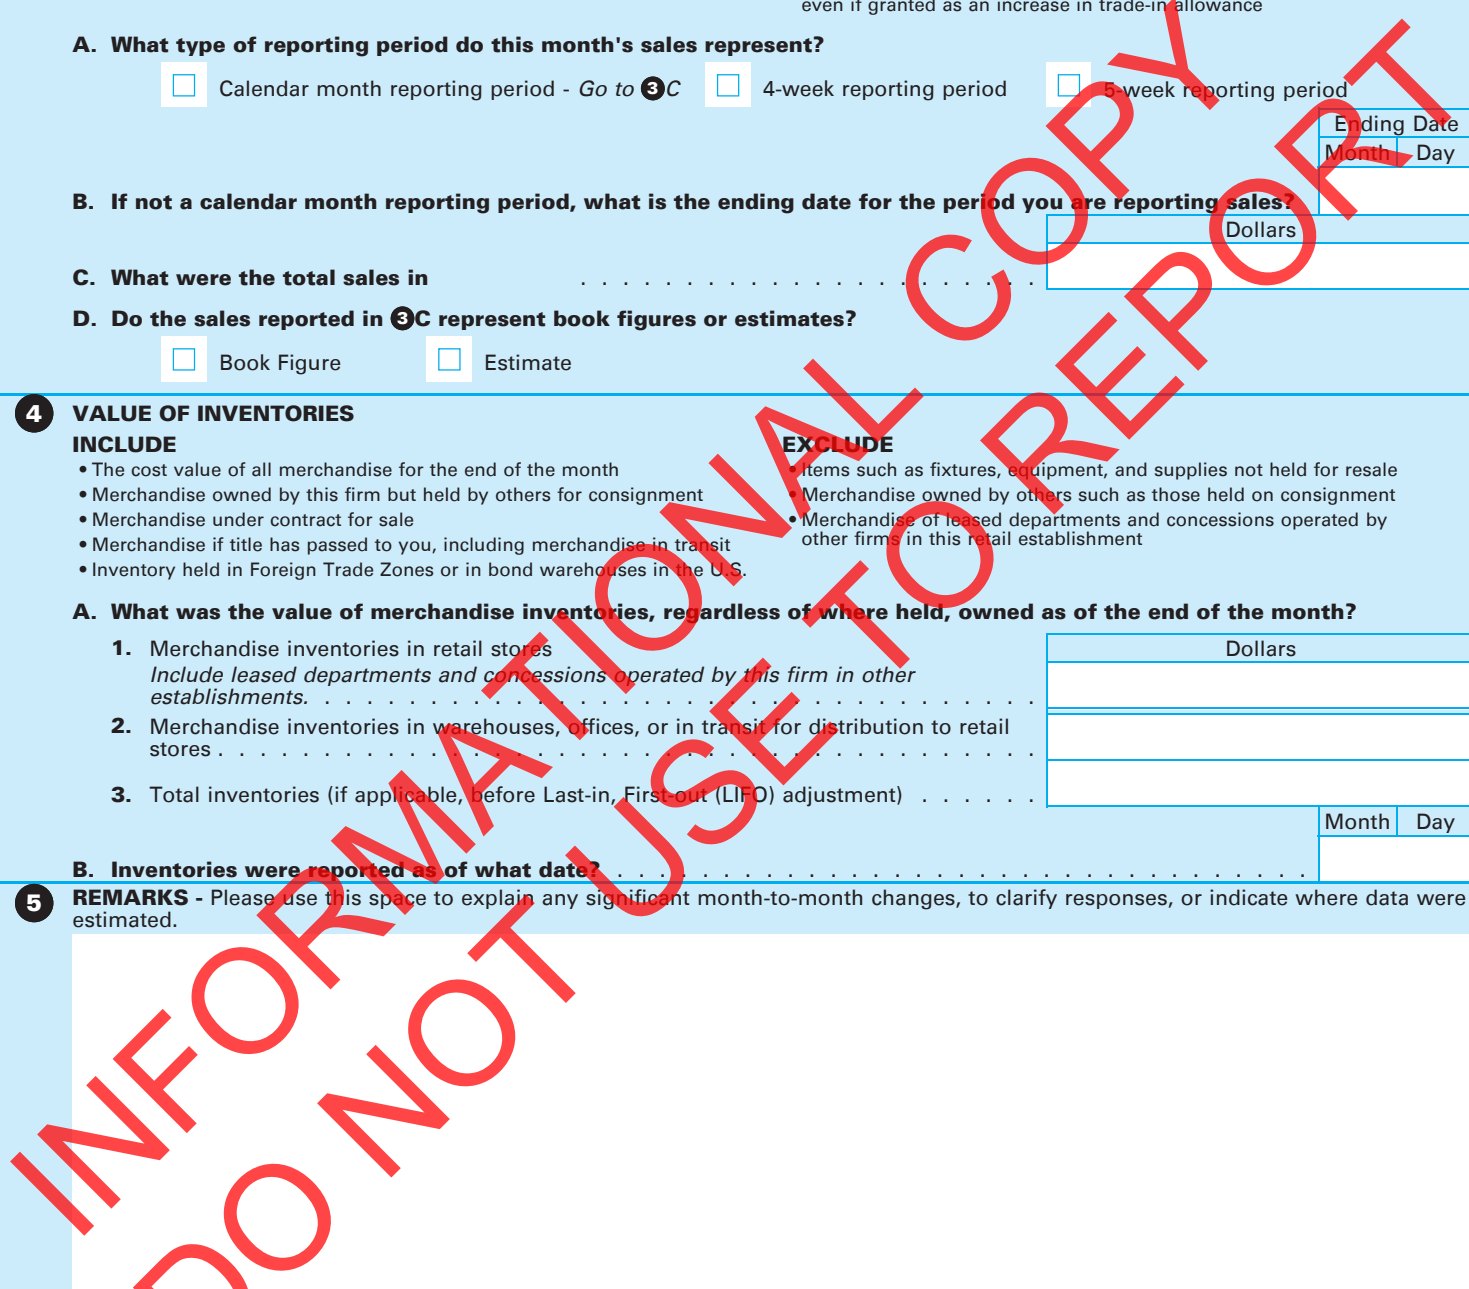 even if granted as an increase in trade-in allowance
A. What type of reporting period do this month's sales represent?
Calendar month reporting period - Go to 3C 4-week reporting period 5-week reporting period
Ending Date
Month Day
B. If not a calendar month reporting period, what is the ending date for the period you are reporting sales?
Dollars
C. What were the total sales in . . . . . . . . . . . . . . . . . .
D. Do the sales reported in 3C represent book figures or estimates?
Book Figure Estimate
4 VALUE OF INVENTORIES
INCLUDE
• The cost value of all merchandise for the end of the month
• Merchandise owned by this firm but held by others for consignment
• Merchandise under contract for sale
• Merchandise if title has passed to you, including merchandise in transit
• Inventory held in Foreign Trade Zones or in bond warehouses in the U.S.
EXCLUDE
• Items such as fixtures, equipment, and supplies not held for resale
• Merchandise owned by others such as those held on consignment
• Merchandise of leased departments and concessions operated by
other firms in this retail establishment
A. What was the value of merchandise inventories, regardless of where held, owned as of the end of the month?
Dollars
1. Merchandise inventories in retail stores
Include leased departments and concessions operated by this firm in other
establishments. . . . . . . . . . . . . . . . . . . . . . . . . . .
2. Merchandise inventories in warehouses, offices, or in transit for distribution to retail
stores . . . . . . . . . . . . . . . . . . . . . . . . . . . . . .
3. Total inventories (if applicable, before Last-in, First-out (LIFO) adjustment) . . . . . .
Month Day
B. Inventories were reported as of what date? . . . . . . . . . . . . . . . . . . . . . . . .
5 REMARKS - Please use this space to explain any significant month-to-month changes, to clarify responses, or indicate where data were
estimated.
INFORMATIONAL COPY
DO NOT USE TO REPORT